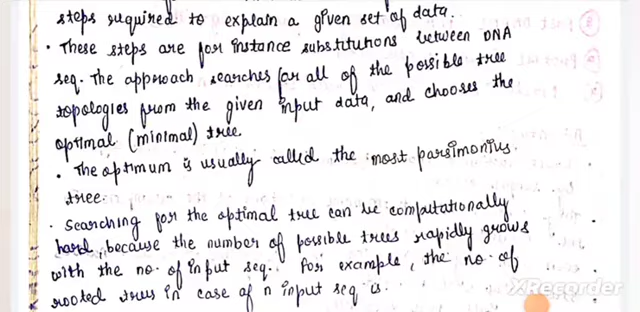 steps required to explain a given set of data.
• These steps are for instance substitutions between DNA
seq. The approach searches for all of the possible tree
topologies from the given input data, and chooses the
optimal (minimal) tree.
• The optimum is usually called the most parsimonius
tree.
• Searching for the optimal tree can be computationally
hard, because the number of possible trees rapidly grows
with the no. of input seq. For example, the no. of
rooted trees in case of n input seq is
XRecorder